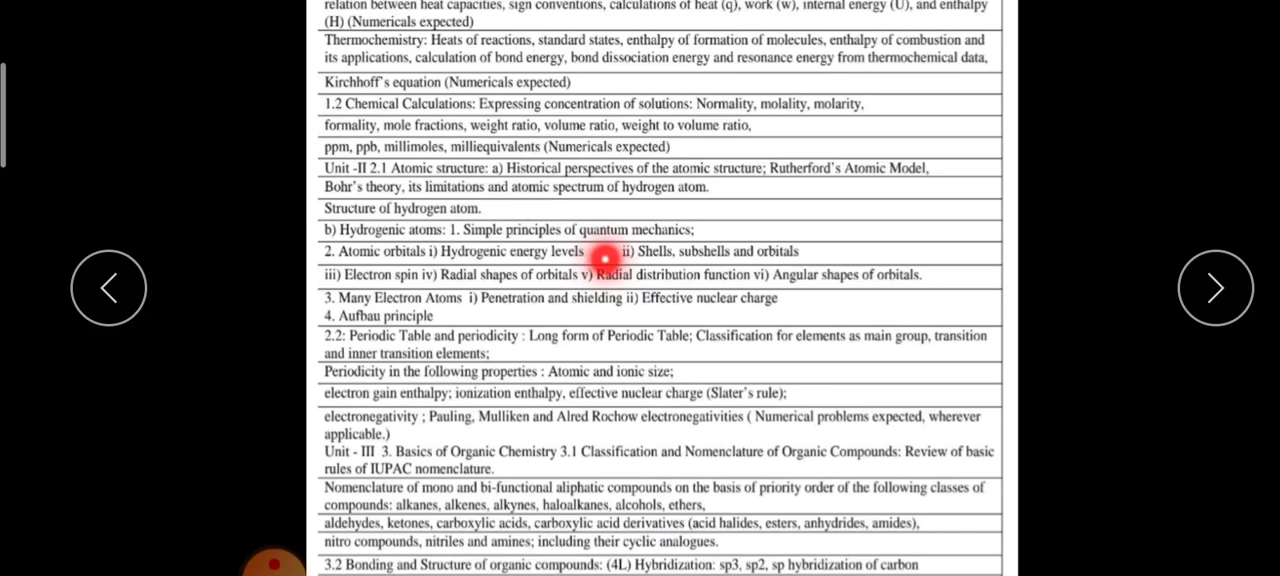 relation between heat capacities, sign conventions, calculations of heat (q), work (w), internal energy (U), and enthalpy
(H) (Numericals expected)
Thermochemistry: Heats of reactions, standard states, enthalpy of formation of molecules, enthalpy of combustion and
its applications, calculation of bond energy, bond dissociation energy and resonance energy from thermochemical data,
Kirchhoff's equation (Numericals expected)
1.2 Chemical Calculations: Expressing concentration of solutions: Normality, molality, molarity,
formality, mole fractions, weight ratio, volume ratio, weight to volume ratio,
ppm, ppb, millimoles, milliequivalents (Numericals expected)
Unit -II 2.1 Atomic structure: a) Historical perspectives of the atomic structure; Rutherford's Atomic Model,
Bohr's theory, its limitations and atomic spectrum of hydrogen atom.
Structure of hydrogen atom.
b) Hydrogenic atoms: 1. Simple principles of quantum mechanics;
2. Atomic orbitals i) Hydrogenic energy levels ii) Shells, subshells and orbitals
iii) Electron spin iv) Radial shapes of orbitals v) Radial distribution function vi) Angular shapes of orbitals.
3. Many Electron Atoms i) Penetration and shielding ii) Effective nuclear charge
4. Aufbau principle
2.2: Periodic Table and periodicity : Long form of Periodic Table; Classification for elements as main group, transition
and inner transition elements;
Periodicity in the following properties : Atomic and ionic size;
electron gain enthalpy; ionization enthalpy, effective nuclear charge (Slater's rule);
electronegativity ; Pauling, Mulliken and Alred Rochow electronegativities ( Numerical problems expected, wherever
applicable.)
Unit - III 3. Basics of Organic Chemistry 3.1 Classification and Nomenclature of Organic Compounds: Review of basic
rules of IUPAC nomenclature.
Nomenclature of mono and bi-functional aliphatic compounds on the basis of priority order of the following classes of
compounds: alkanes, alkenes, alkynes, haloalkanes, alcohols, ethers,
aldehydes, ketones, carboxylic acids, carboxylic acid derivatives (acid halides, esters, anhydrides, amides),
nitro compounds, nitriles and amines; including their cyclic analogues.
3.2 Bonding and Structure of organic compounds: (4L) Hybridization: sp3, sp2, sp hybridization of carbon